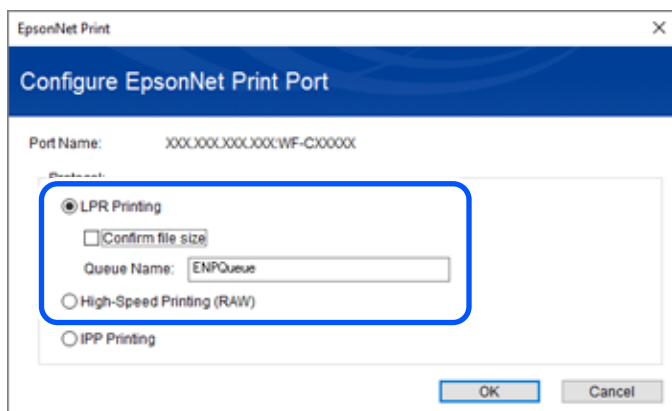 EpsonNet Print
Configure EpsonNet Print Port
Port Name: XXX.XXX.XXX.XXX:WF-CXXXXX
Protocol:
LPR Printing
Confirm file size
Queue Name: ENPQueue
High-Speed Printing (RAW)
IPP Printing
OK Cancel